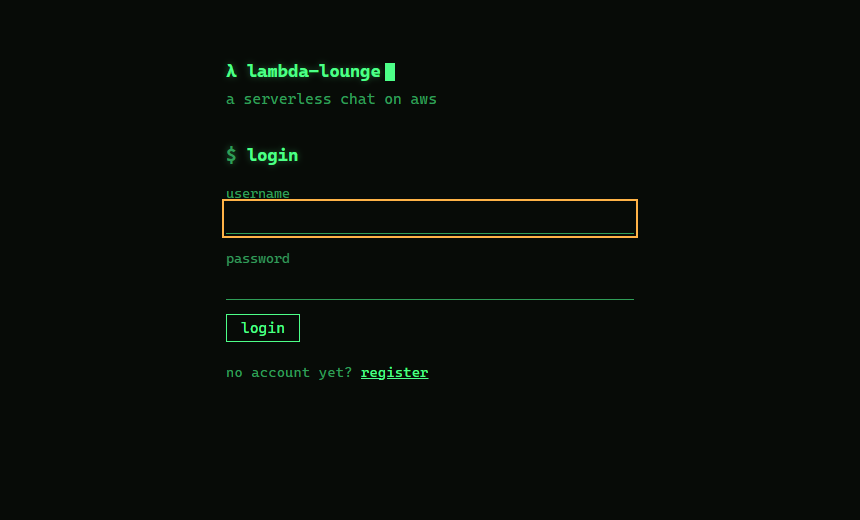 λ lambda-lounge
a serverless chat on aws
$ login
username
password
login
no account yet? register